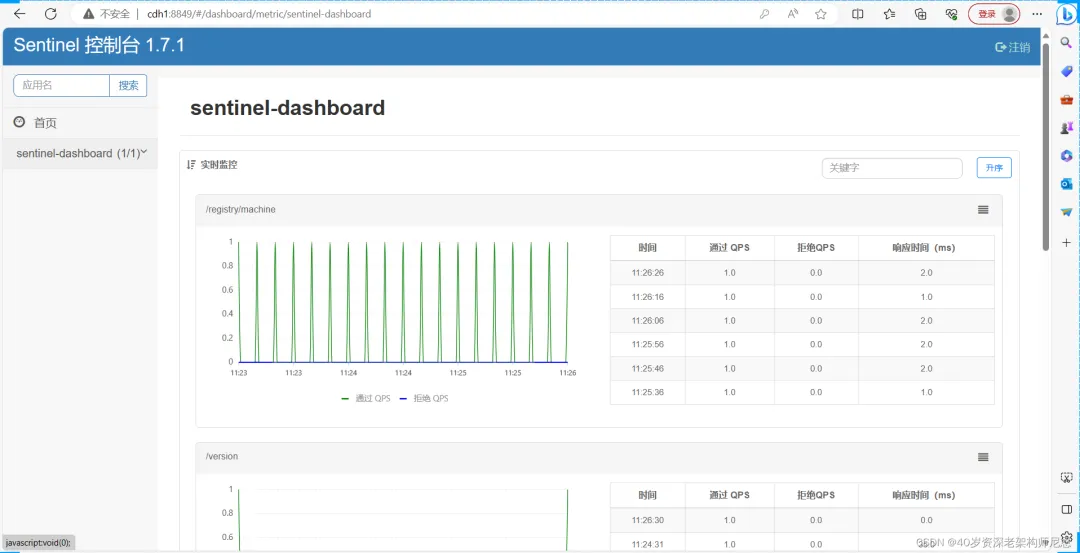 不安全 cdh1:8849/#/dashboard/metric/sentinel-dashboard 登录
Sentinel 控制台 1.7.1 注销
应用名 搜索
首页
sentinel-dashboard (1/1)
sentinel-dashboard
实时监控 关键字 升序
/registry/machine
1
0.8
0.6
0.4
0.2
0
11:23 11:23 11:24 11:24 11:25 11:25 11:26
通过 QPS 拒绝 QPS
时间 通过 QPS 拒绝QPS 响应时间（ms）
11:26:26 1.0 0.0 2.0
11:26:16 1.0 0.0 1.0
11:26:06 1.0 0.0 2.0
11:25:56 1.0 0.0 2.0
11:25:46 1.0 0.0 2.0
11:25:36 1.0 0.0 1.0
/version
1
0.8
0.6
时间 通过 QPS 拒绝QPS 响应时间（ms）
11:26:30 1.0 0.0 0.0
11:24:31 1.0 0.0
javascript:void(0);
CSDN @40岁资深老架构师尼恩